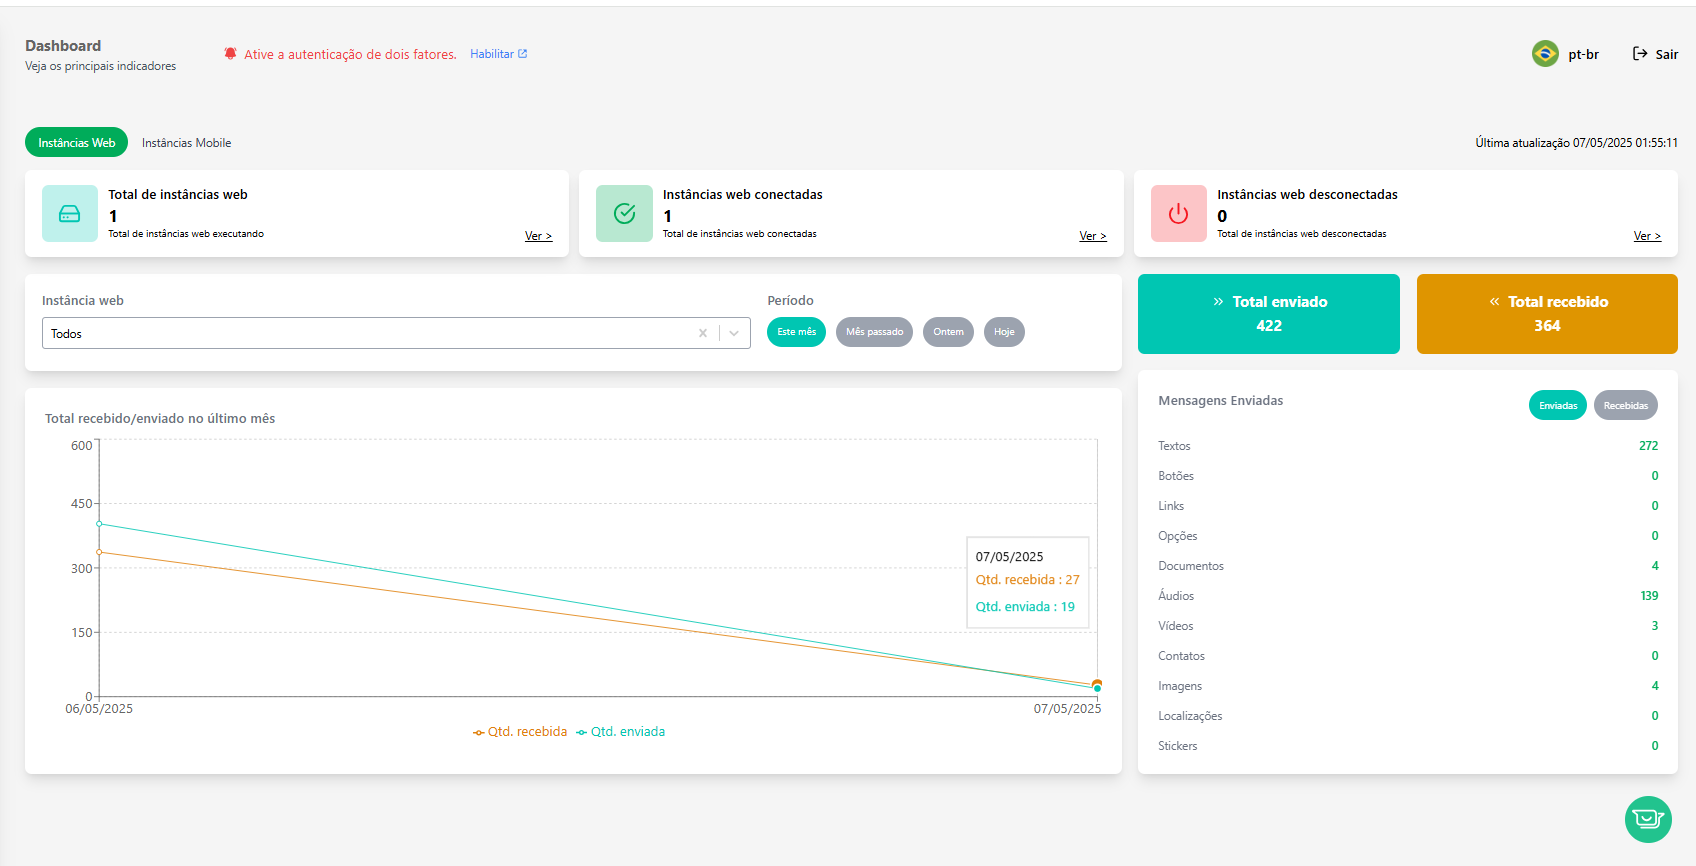 Dashboard
Veja os principais indicadores
Ative a autenticação de dois fatores. Habilitar
pt-br
Sair
Instâncias Web
Instâncias Mobile
Última atualização 07/05/2025 01:55:11
Total de instâncias web
1
Total de instâncias web executando
Ver >
Instâncias web conectadas
1
Total de instâncias web conectadas
Ver >
Instâncias web desconectadas
0
Total de instâncias web desconectadas
Ver >
Instância web
Todos
Período
Este mês
Mês passado
Ontem
Hoje
» Total enviado
422
« Total recebido
364
Total recebido/enviado no último mês
600
450
300
150
0
06/05/2025
07/05/2025
07/05/2025
Qtd. recebida : 27
Qtd. enviada : 19
Qtd. recebida
Qtd. enviada
Mensagens Enviadas
Enviadas
Recebidas
Textos 272
Botões 0
Links 0
Opções 0
Documentos 4
Áudios 139
Vídeos 3
Contatos 0
Imagens 4
Localizações 0
Stickers 0